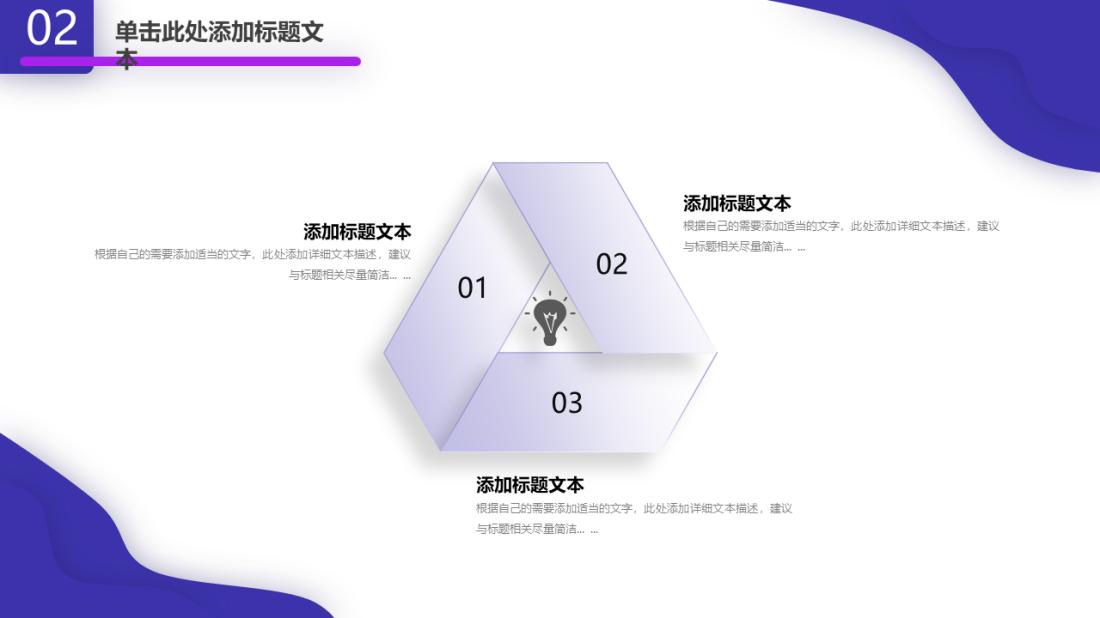 02
单击此处添加标题文
本
添加标题文本
根据自己的需要添加适当的文字，此处添加详细文本描述，建议
与标题相关尽量简洁... ...
01
02
添加标题文本
根据自己的需要添加适当的文字，此处添加详细文本描述，建议
与标题相关尽量简洁... ...
03
添加标题文本
根据自己的需要添加适当的文字，此处添加详细文本描述，建议
与标题相关尽量简洁... ...